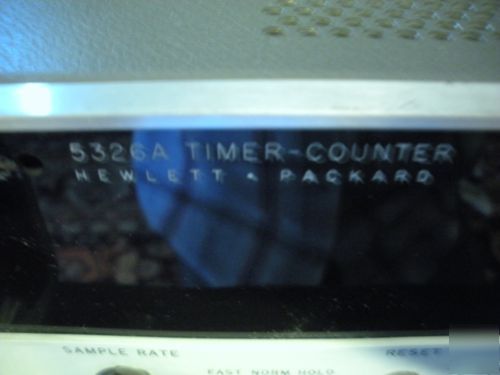 5326A TIMER-COUNTER
HEWLETT • PACKARD
SAMPLE RATE RESET
FAST NORM HOLD